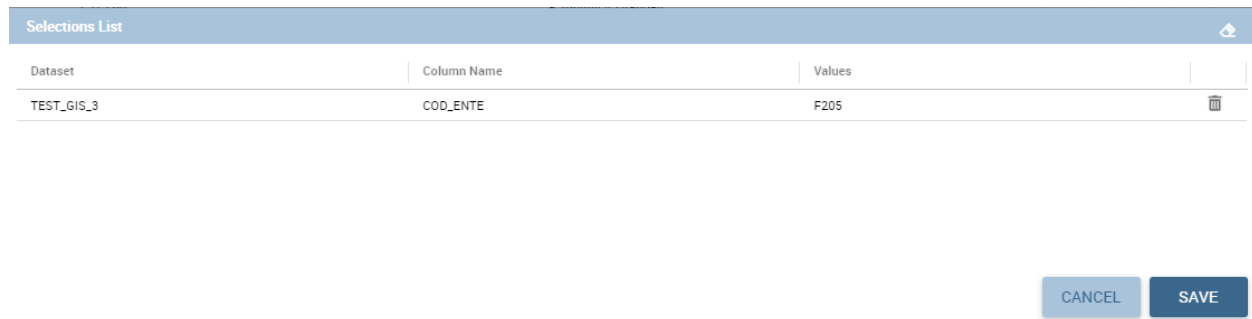 Selections List
Dataset Column Name Values
TEST_GIS_3 COD_ENTE F205
CANCEL SAVE